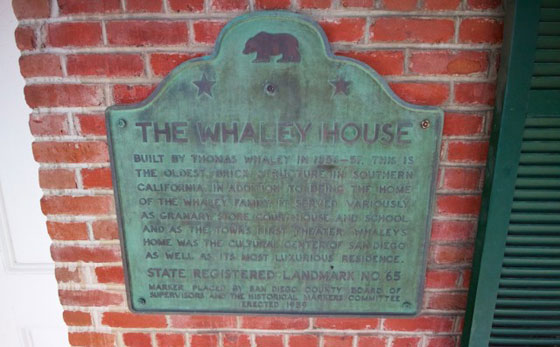 THE WHALEY HOUSE
BUILT BY THOMAS WHALEY IN 1856-57. THIS IS
THE OLDEST BRICK STRUCTURE IN SOUTHERN
CALIFORNIA. IN ADDITION TO BEING THE HOME
OF THE WHALEY FAMILY IT SERVED VARIOUSLY
AS GRANARY, STORE, COURTHOUSE AND SCHOOL
AND AS THE TOWN'S FIRST THEATER. WHALEY'S
HOME WAS THE CULTURAL CENTER OF SAN DIEGO
AS WELL AS ITS MOST LUXURIOUS RESIDENCE.
STATE REGISTERED LANDMARK NO. 65
MARKER PLACED BY SAN DIEGO COUNTY BOARD OF
SUPERVISORS AND THE HISTORICAL MARKERS COMMITTEE
ERECTED